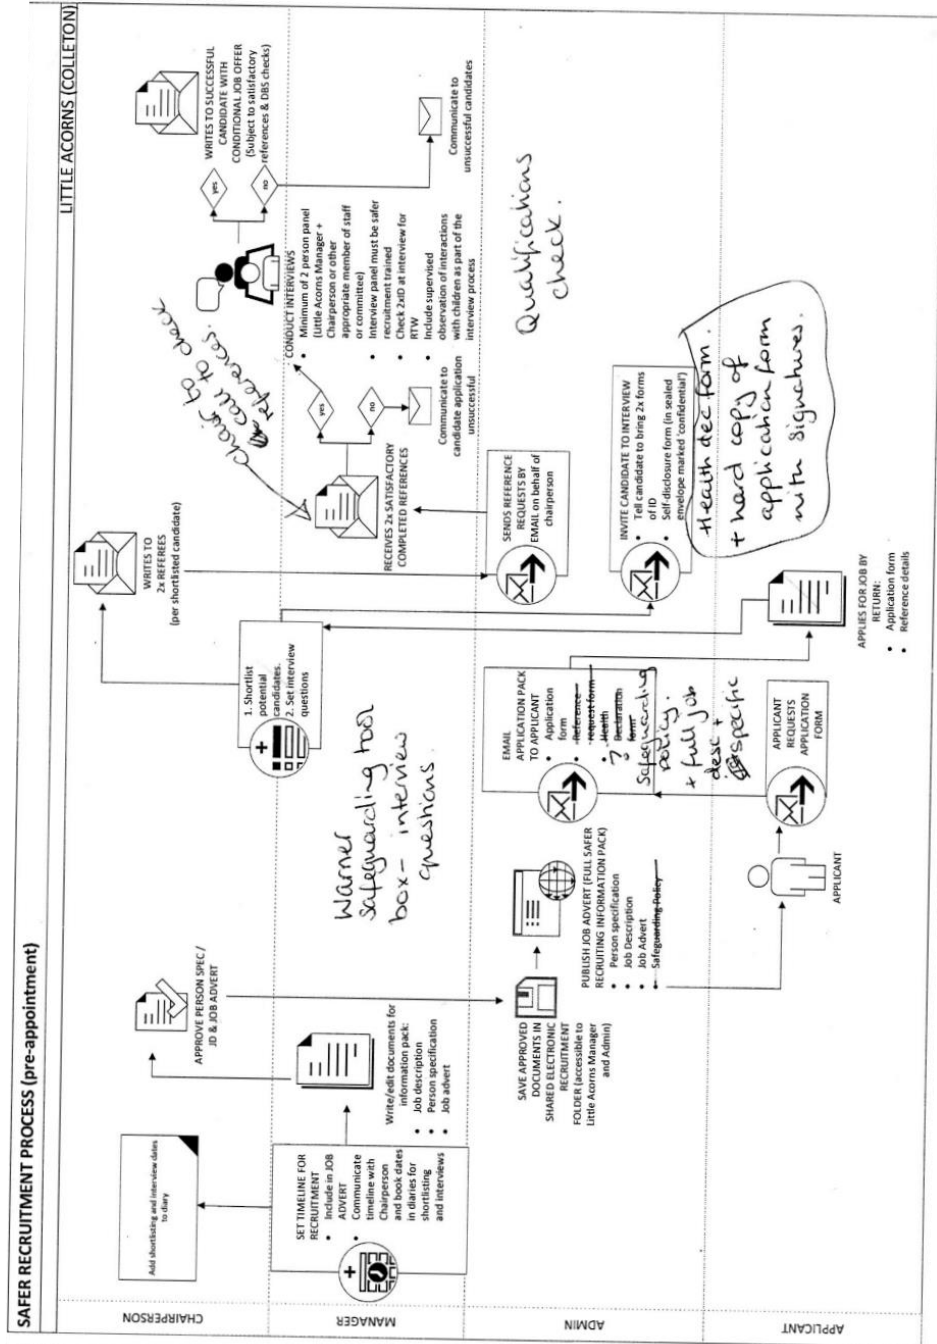 SAFER RECRUITMENT PROCESS (pre-appointment)
LITTLE ACORNS (COLLETON)
CHAIRPERSON
Add shortlisting and interview dates
to diary
APPROVE PERSON SPEC /
JD & JOB ADVERT
WRITES TO
2x REFEREES
(per shortlisted candidate)
WRITES TO SUCCESSFUL
CANDIDATE WITH
CONDITIONAL JOB OFFER
(Subject to satisfactory
references & DBS checks)
yes
no
MANAGER
SET TIMELINE FOR
RECRUITMENT
• Include in JOB
ADVERT
• Communicate
timeline with
Chairperson
and book dates
in diaries for
shortlisting
and interviews
Write/edit documents for
information pack:
• Job description
• Person specification
• Job advert
Warner
safeguarding tool
box - interview
questions.
1. Shortlist
potential
candidates.
2. Set interview
questions
chair to check
call to
references.
RECEIVES 2x SATISFACTORY
COMPLETED REFERENCES
yes
no
Communicate to
candidate application
unsuccessful
CONDUCT INTERVIEWS
• Minimum of 2 person panel
(Little Acorns Manager +
Chairperson or other
appropriate member of staff
or committee)
• Interview panel must be safer
recruitment trained
• Check 2xID at interview for
RTW
• Include supervised
observation of interactions
with children as part of the
interview process
Communicate to
unsuccessful candidates
ADMIN
SAVE APPROVED
DOCUMENTS IN
SHARED ELECTRONIC
RECRUITMENT
FOLDER (accessible to
Little Acorns Manager
and Admin)
PUBLISH JOB ADVERT (FULL SAFER
RECRUITING INFORMATION PACK)
• Person specification
• Job Description
• Job Advert
• Safeguarding Policy
EMAIL
APPLICATION PACK
TO APPLICANT
• Application
form
• Reference
request form
• Health
Declaration
form
?
Safeguarding
policy.
+ full job
desc +
specific
SENDS REFERENCE
REQUESTS BY
EMAIL on behalf of
chairperson
INVITE CANDIDATE TO INTERVIEW
• Tell candidate to bring 2x forms
of ID
• Self-disclosure form (in sealed
envelope marked 'confidential')
Qualifications
check.
Health dec form.
+ hard copy of
application form
with signatures.
APPLICANT
APPLICANT
APPLICANT
REQUESTS
APPLICATION
FORM
APPLIES FOR JOB BY
RETURN:
• Application form
• Reference details